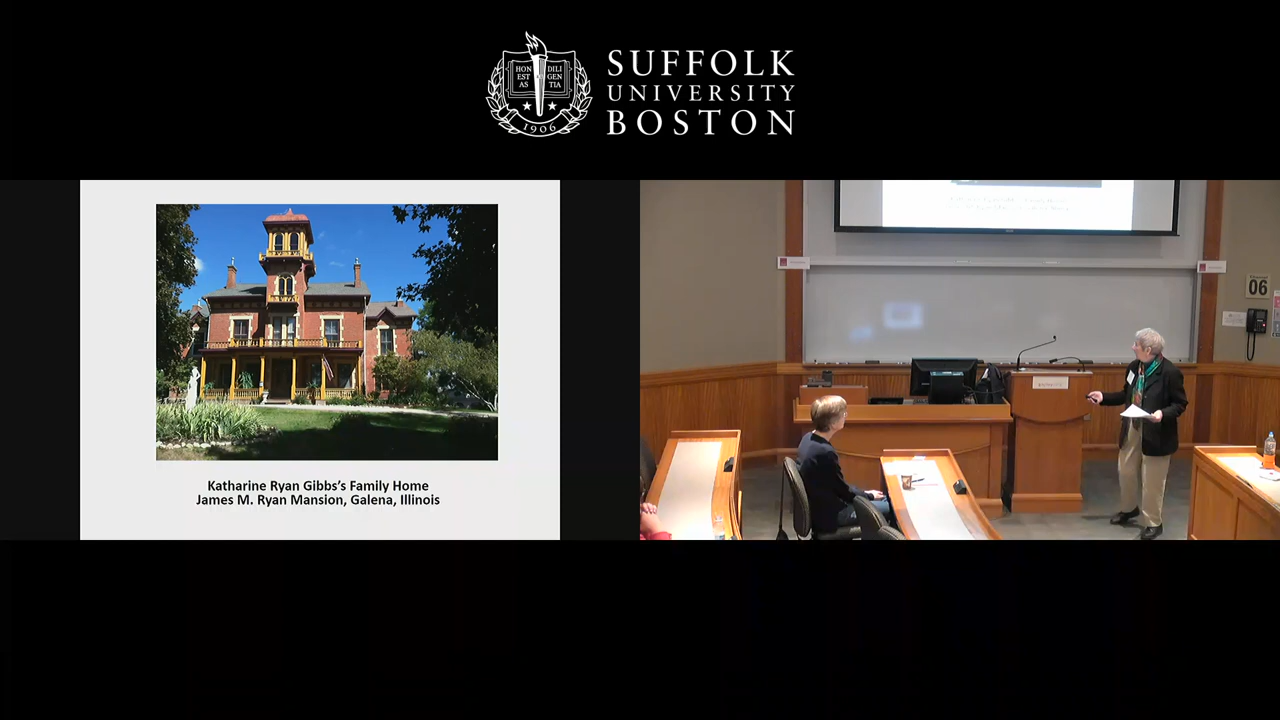 HON
EST
AS
DILI
GEN
TIA
1906
SUFFOLK
UNIVERSITY
BOSTON
Katharine Ryan Gibbs's Family Home
James M. Ryan Mansion, Galena, Illinois
06